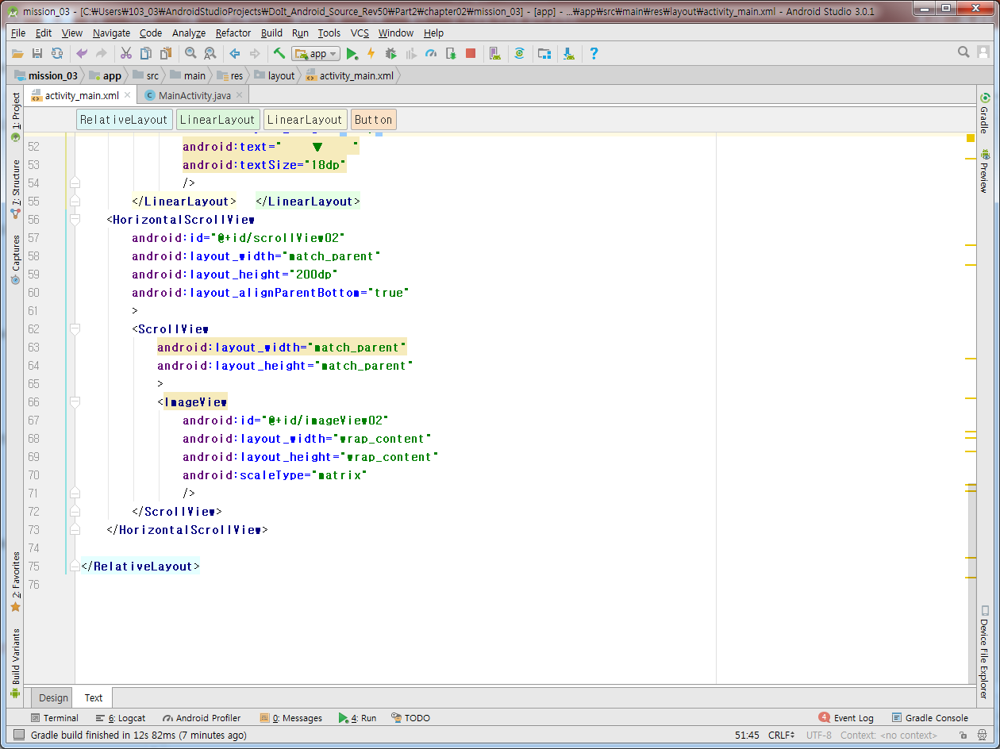 mission_03 - [C:₩Users₩103_03₩AndroidStudioProjects₩DoIt_Android_Source_Rev50₩Part2₩chapter02₩mission_03] - [app] - ...₩app₩src₩main₩res₩layout₩activity_main.xml - Android Studio 3.0.1
File Edit View Navigate Code Analyze Refactor Build Run Tools VCS Window Help
app
mission_03 app src main res layout activity_main.xml
activity_main.xml MainActivity.java
RelativeLayout LinearLayout LinearLayout Button
52 android:text=" ▼ "
53 android:textSize="18dp"
54 />
55 </LinearLayout> </LinearLayout>
56 <HorizontalScrollView
57 android:id="@+id/scrollView02"
58 android:layout_width="match_parent"
59 android:layout_height="200dp"
60 android:layout_alignParentBottom="true"
61 >
62 <ScrollView
63 android:layout_width="match_parent"
64 android:layout_height="match_parent"
65 >
66 <ImageView
67 android:id="@+id/imageView02"
68 android:layout_width="wrap_content"
69 android:layout_height="wrap_content"
70 android:scaleType="matrix"
71 />
72 </ScrollView>
73 </HorizontalScrollView>
74
75 </RelativeLayout>
76
1: Project
7: Structure
Captures
2: Favorites
Build Variants
Gradle
Preview
Device File Explorer
Design Text
Terminal 6: Logcat Android Profiler 0: Messages 4: Run TODO 4 Event Log Gradle Console
Gradle build finished in 12s 82ms (7 minutes ago) 51:45 CRLF UTF-8 Context: <no context>